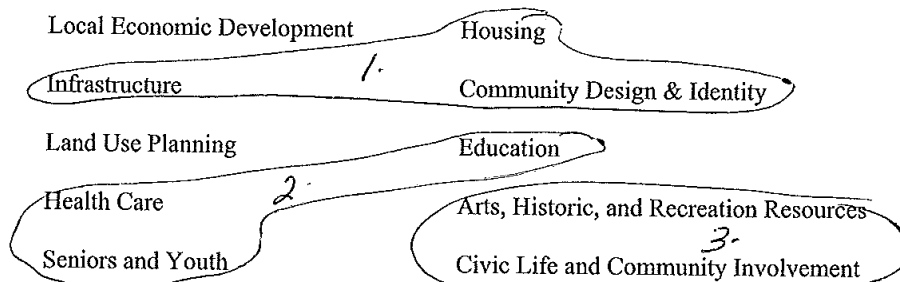 Local Economic Development Housing
1.
Infrastructure Community Design & Identity
Land Use Planning Education
2.
Health Care Arts, Historic, and Recreation Resources
3.
Seniors and Youth Civic Life and Community Involvement